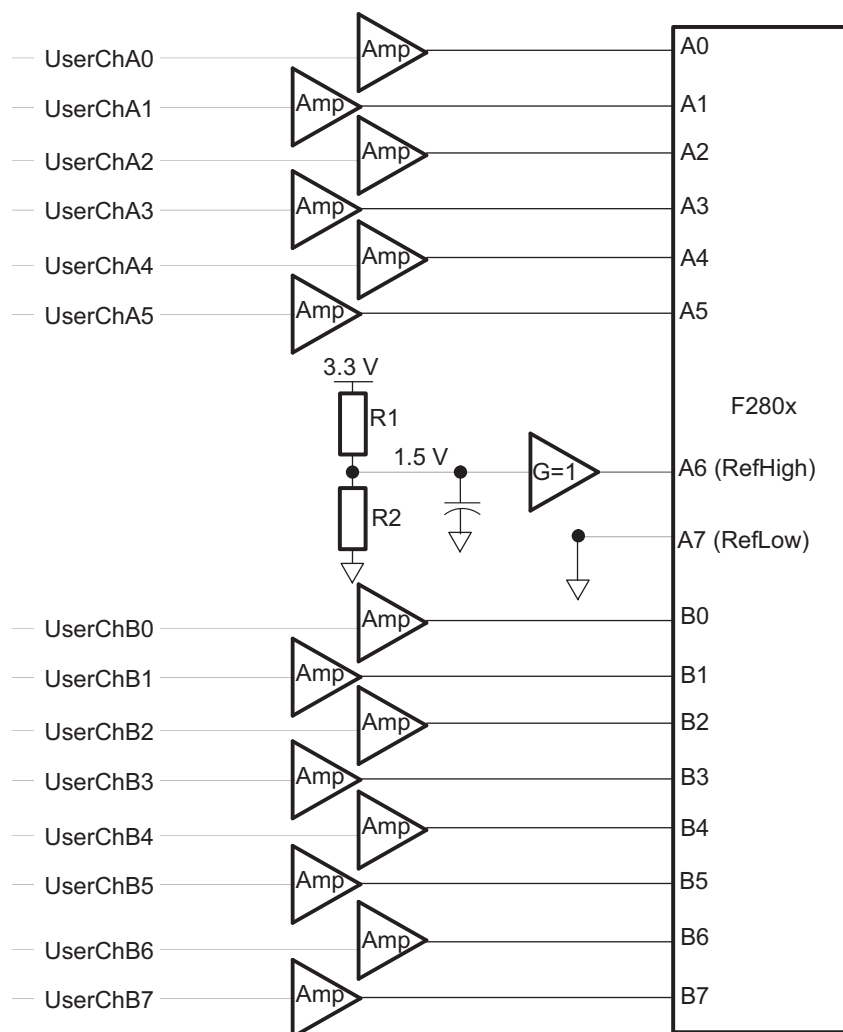 UserChA0 Amp A0
UserChA1 Amp A1
UserChA2 Amp A2
UserChA3 Amp A3
UserChA4 Amp A4
UserChA5 Amp A5
3.3 V
R1
F280x
1.5 V
G=1
A6 (RefHigh)
R2
A7 (RefLow)
UserChB0 Amp B0
UserChB1 Amp B1
UserChB2 Amp B2
UserChB3 Amp B3
UserChB4 Amp B4
UserChB5 Amp B5
UserChB6 Amp B6
UserChB7 Amp B7